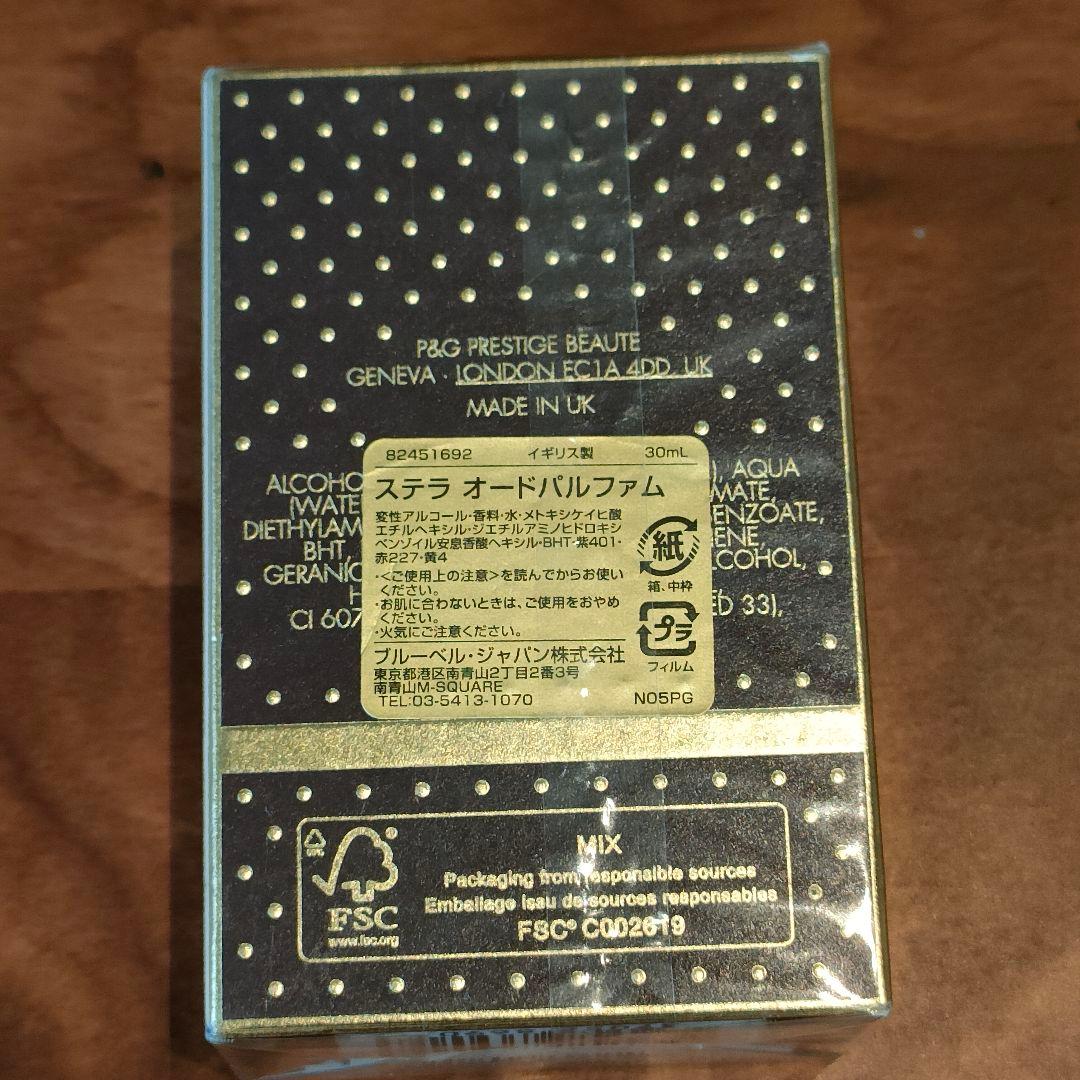 P&G PRESTIGE BEAUTE
GENEVA · LONDON EC1A 4DD. UK
MADE IN UK
82451692 イギリス製 30mL
ステラ オードパルファム
変性アルコール・香料・水・メトキシケイヒ酸
エチルヘキシル・ジエチルアミノヒドロキシ
ベンゾイル安息香酸ヘキシル・BHT・紫401・
赤227・黄4
・<ご使用上の注意>を読んでからお使い
ください。
・お肌に合わないときは、ご使用をおやめ
ください。
・火気にご注意ください。
紙
箱、中枠
プラ
フィルム
ブルーベル・ジャパン株式会社
東京都港区南青山2丁目2番3号
南青山M-SQUARE
TEL:03-5413-1070 N05PG
AQUA
BHT,
CI
33),
MIX
Packaging from responsible sources
Emballage issu de sources responsables
FSC® C002619
FSC
www.fsc.org